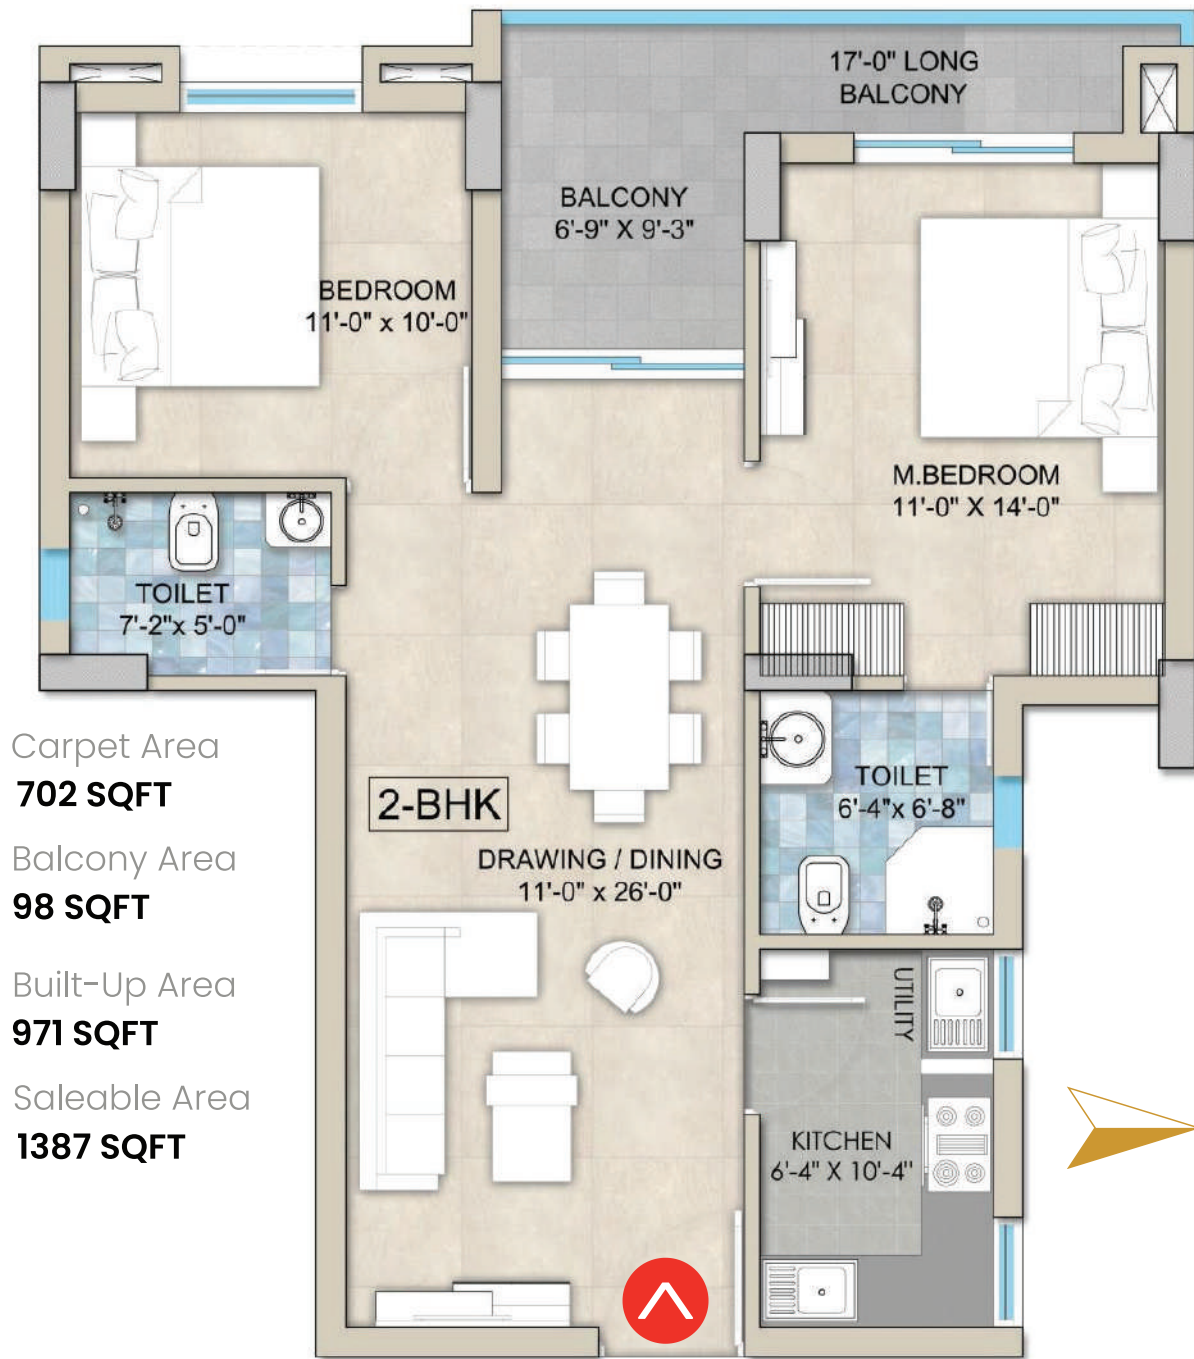 17'-0" LONG
BALCONY
BALCONY
6'-9" X 9'-3"
BEDROOM
11'-0" x 10'-0"
M.BEDROOM
11'-0" X 14'-0"
TOILET
7'-2"x 5'-0"
Carpet Area
702 SQFT
Balcony Area
98 SQFT
Built-Up Area
971 SQFT
Saleable Area
1387 SQFT
2-BHK
TOILET
6'-4"x 6'-8"
DRAWING / DINING
11'-0" x 26'-0"
UTILITY
KITCHEN
6'-4" X 10'-4"